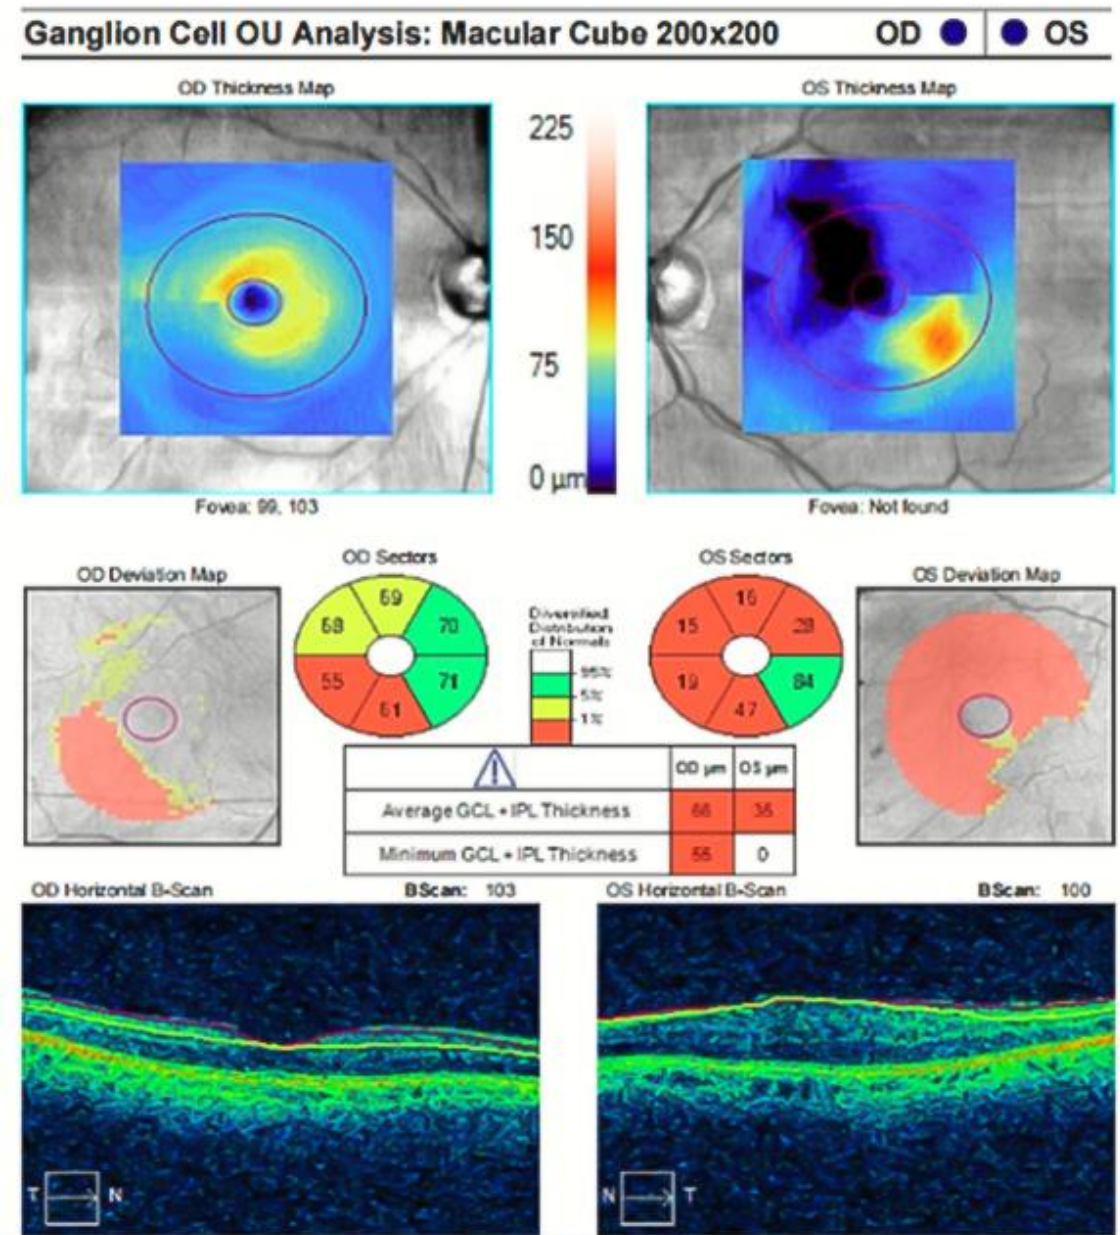 Ganglion Cell OU Analysis: Macular Cube 200x200 OD OS
OD Thickness Map
OS Thickness Map
225
150
75
0 µm
Fovea: 99, 103
Fovea: Not found
OD Deviation Map
OD Sectors
69
68
70
55
71
61
Diversified
Distribution
of Normals
95%
5%
1%
OS Sectors
15
15
28
19
84
47
OS Deviation Map
OD µm OS µm
Average GCL + IPL Thickness 66 35
Minimum GCL + IPL Thickness 55 0
OD Horizontal B-Scan BScan: 103
OS Horizontal B-Scan BScan: 100
T N
N T